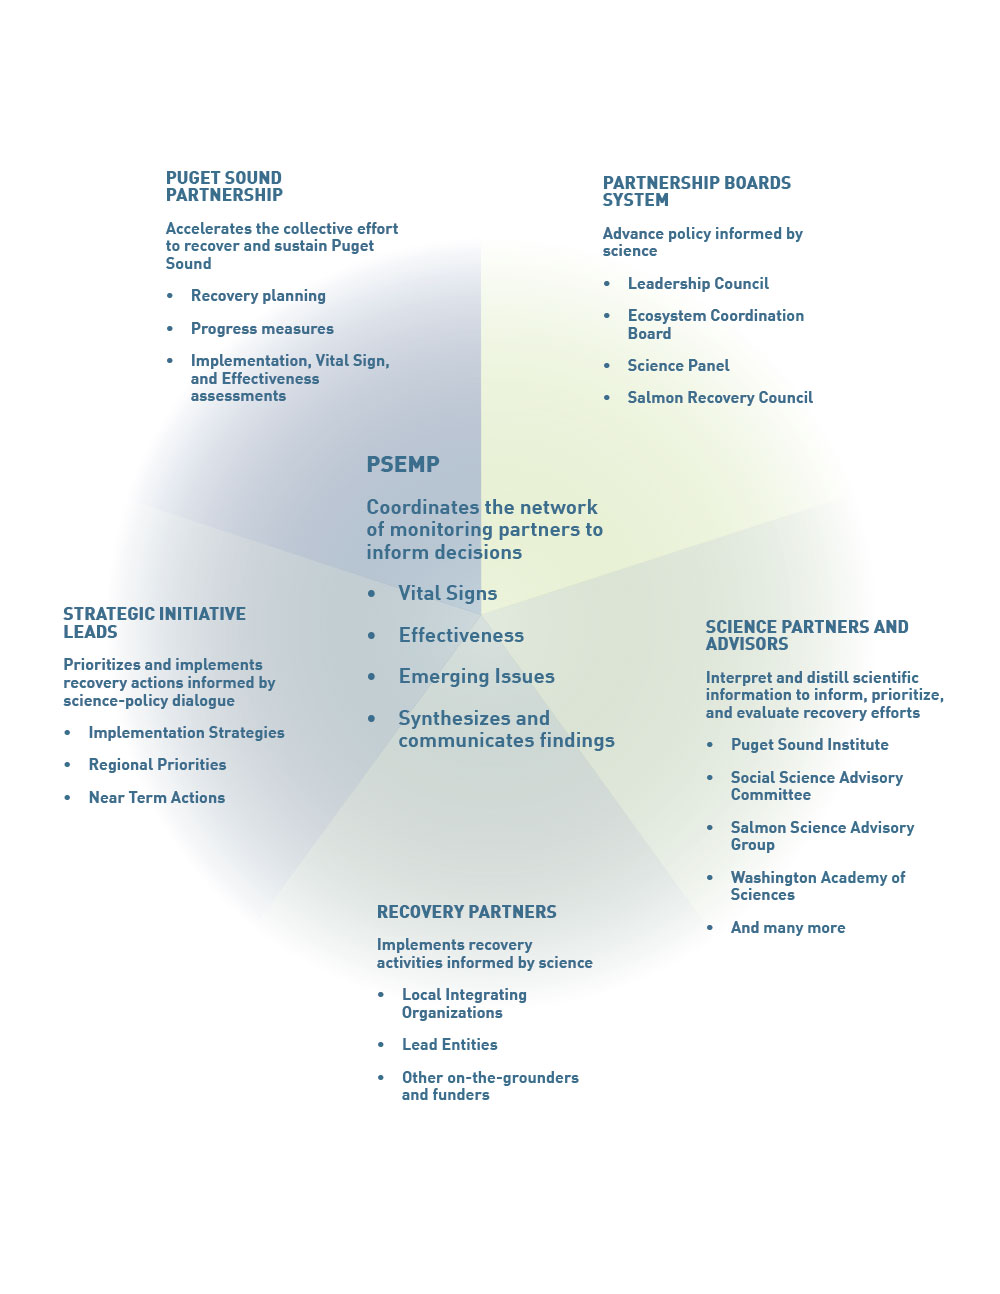 PUGET SOUND
PARTNERSHIP
Accelerates the collective effort
to recover and sustain Puget
Sound
• Recovery planning
• Progress measures
• Implementation, Vital Sign,
and Effectiveness
assessments
PARTNERSHIP BOARDS
SYSTEM
Advance policy informed by
science
• Leadership Council
• Ecosystem Coordination
Board
• Science Panel
• Salmon Recovery Council
PSEMP
Coordinates the network
of monitoring partners to
inform decisions
• Vital Signs
• Effectiveness
• Emerging Issues
• Synthesizes and
communicates findings
STRATEGIC INITIATIVE
LEADS
Prioritizes and implements
recovery actions informed by
science-policy dialogue
• Implementation Strategies
• Regional Priorities
• Near Term Actions
SCIENCE PARTNERS AND
ADVISORS
Interpret and distill scientific
information to inform, prioritize,
and evaluate recovery efforts
• Puget Sound Institute
• Social Science Advisory
Committee
• Salmon Science Advisory
Group
• Washington Academy of
Sciences
• And many more
RECOVERY PARTNERS
Implements recovery
activities informed by science
• Local Integrating
Organizations
• Lead Entities
• Other on-the-grounders
and funders